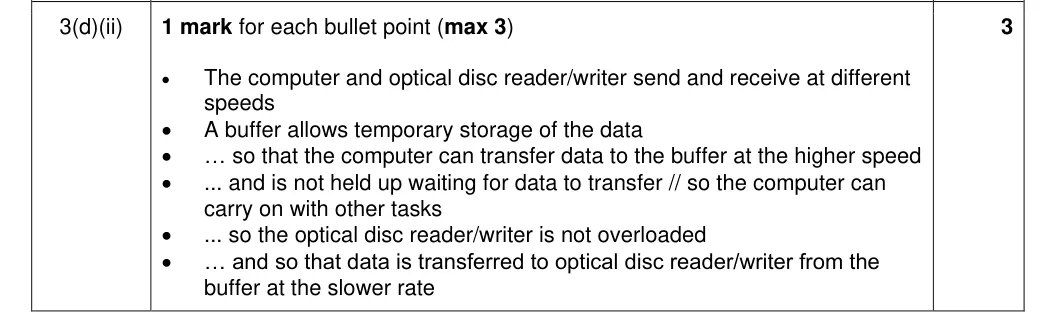 3(d)(ii) 1 mark for each bullet point (max 3) 3
• The computer and optical disc reader/writer send and receive at different
speeds
• A buffer allows temporary storage of the data
• … so that the computer can transfer data to the buffer at the higher speed
• ... and is not held up waiting for data to transfer // so the computer can
carry on with other tasks
• ... so the optical disc reader/writer is not overloaded
• … and so that data is transferred to optical disc reader/writer from the
buffer at the slower rate